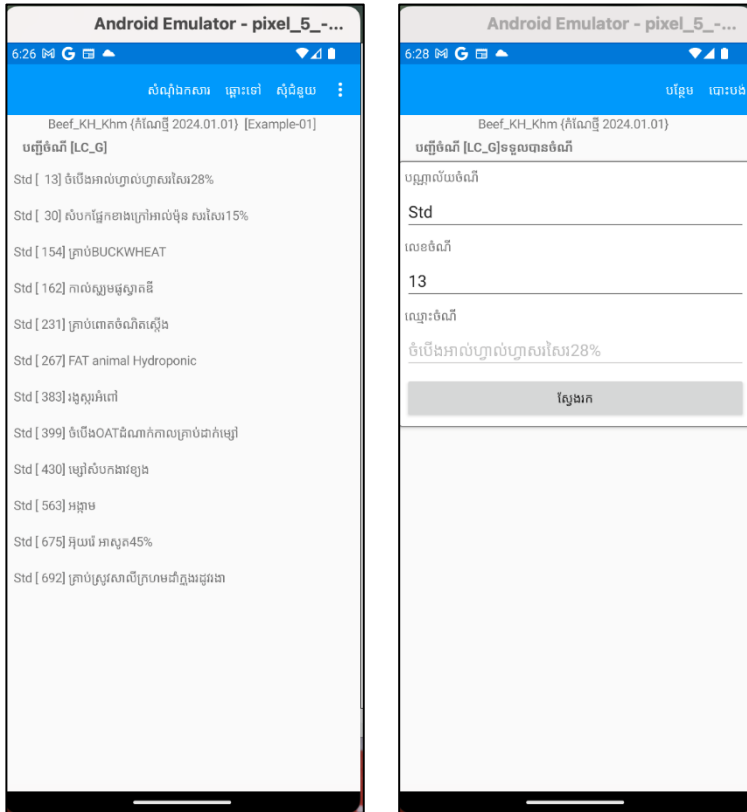 Android Emulator - pixel_5_-...
6:26
សំណុំឯកសារ ឆ្ពោះទៅ សុំជំនួយ
Beef_KH_Khm {កំណែថ្មី 2024.01.01} [Example-01]
បញ្ជីចំណី [LC_G]
Std [ 13] ចំបើងអាល់ហ្វាល់ហ្វាសរសៃរ28%
Std [ 30] សំបកផ្នែកខាងក្រៅអាល់ម៉ុន សរសៃរ15%
Std [ 154] គ្រាប់BUCKWHEAT
Std [ 162] កាល់ស្យូមផូស្វាតឌី
Std [ 231] គ្រាប់ពោតចំណិតស្តើង
Std [ 267] FAT animal Hydroponic
Std [ 383] រងូស្ករអំពៅ
Std [ 399] ចំបើងOATដំណាក់កាលគ្រាប់ដាក់ម្សៅ
Std [ 430] ម្សៅសំបកងាវខ្យង
Std [ 563] អង្កាម
Std [ 675] អ៊ុយរ៉េ អាសូត45%
Std [ 692] គ្រាប់ស្រូវសាលីក្រហមដាំក្នុងរដូវរងា
Android Emulator - pixel_5_-...
6:28
បន្ថែម បោះបង់
Beef_KH_Khm {កំណែថ្មី 2024.01.01}
បញ្ជីចំណី [LC_G]ទទួលបានចំណី
បណ្ណាល័យចំណី
Std
លេខចំណី
13
ឈ្មោះចំណី
ចំបើងអាល់ហ្វាល់ហ្វាសរសៃរ28%
ស្វែងរក